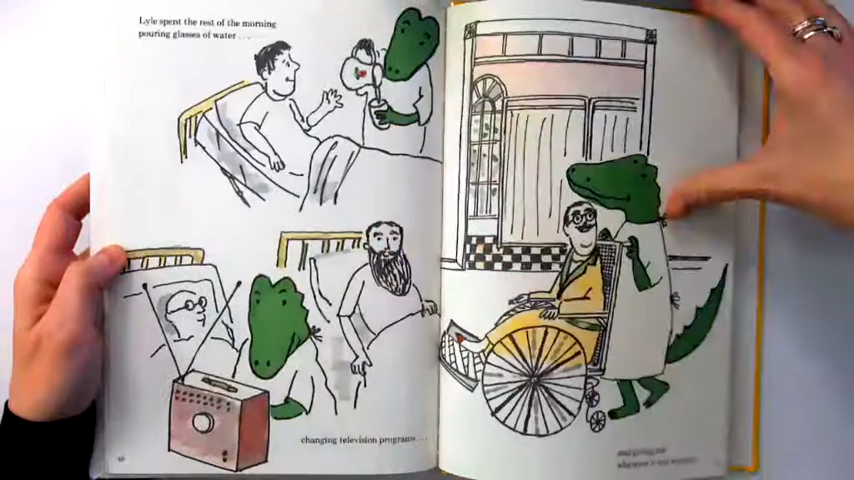 Lyle spent the rest of the morning
pouring glasses of water . . .
changing television programs . . .